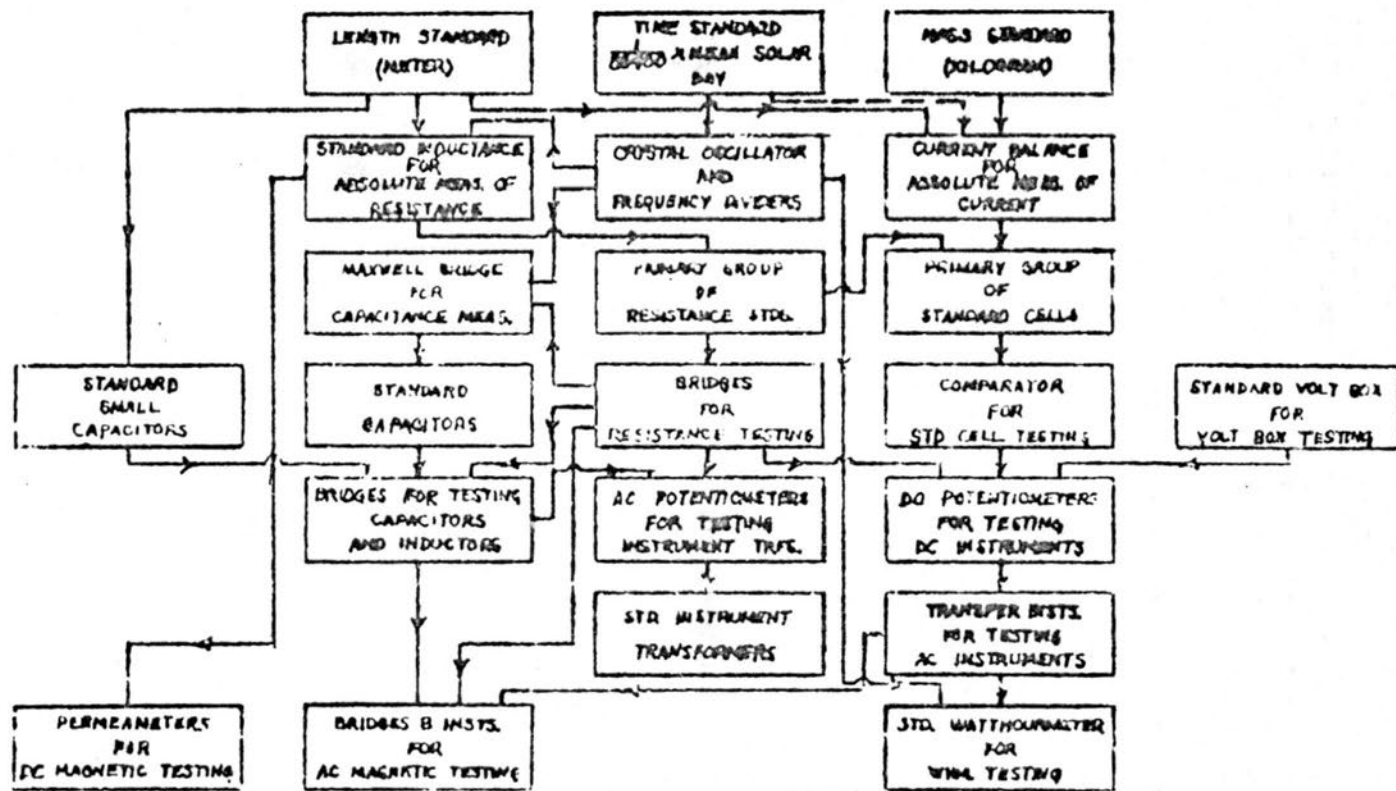 LENGTH STANDARD
(METER)
TIME STANDARD
1
86400 X MEAN SOLAR
DAY
MASS STANDARD
(KILOGRAM)
STANDARD INDUCTANCE
FOR
ABSOLUTE MEAS. OF
RESISTANCE
CRYSTAL OSCILLATOR
AND
FREQUENCY DIVIDERS
CURRENT BALANCE
FOR
ABSOLUTE MEAS. OF
CURRENT
MAXWELL BRIDGE
FOR
CAPACITANCE MEAS.
PRIMARY GROUP
OF
RESISTANCE STDS.
PRIMARY GROUP
OF
STANDARD CELLS
STANDARD
SMALL
CAPACITORS
STANDARD
CAPACITORS
BRIDGES
FOR
RESISTANCE TESTING
COMPARATOR
FOR
STD CELL TESTING
STANDARD VOLT BOX
FOR
VOLT BOX TESTING
BRIDGES FOR TESTING
CAPACITORS
AND INDUCTORS
AC POTENTIOMETERS
FOR TESTING
INSTRUMENT TRFS.
DC POTENTIOMETERS
FOR TESTING
DC INSTRUMENTS
STD. INSTRUMENT
TRANSFORMERS
TRANSFER INSTS.
FOR TESTING
AC INSTRUMENTS
PERMEAMETERS
FOR
DC MAGNETIC TESTING
BRIDGES & INSTS.
FOR
AC MAGNETIC TESTING
STD. WATTHOURMETER
FOR
WHM. TESTING